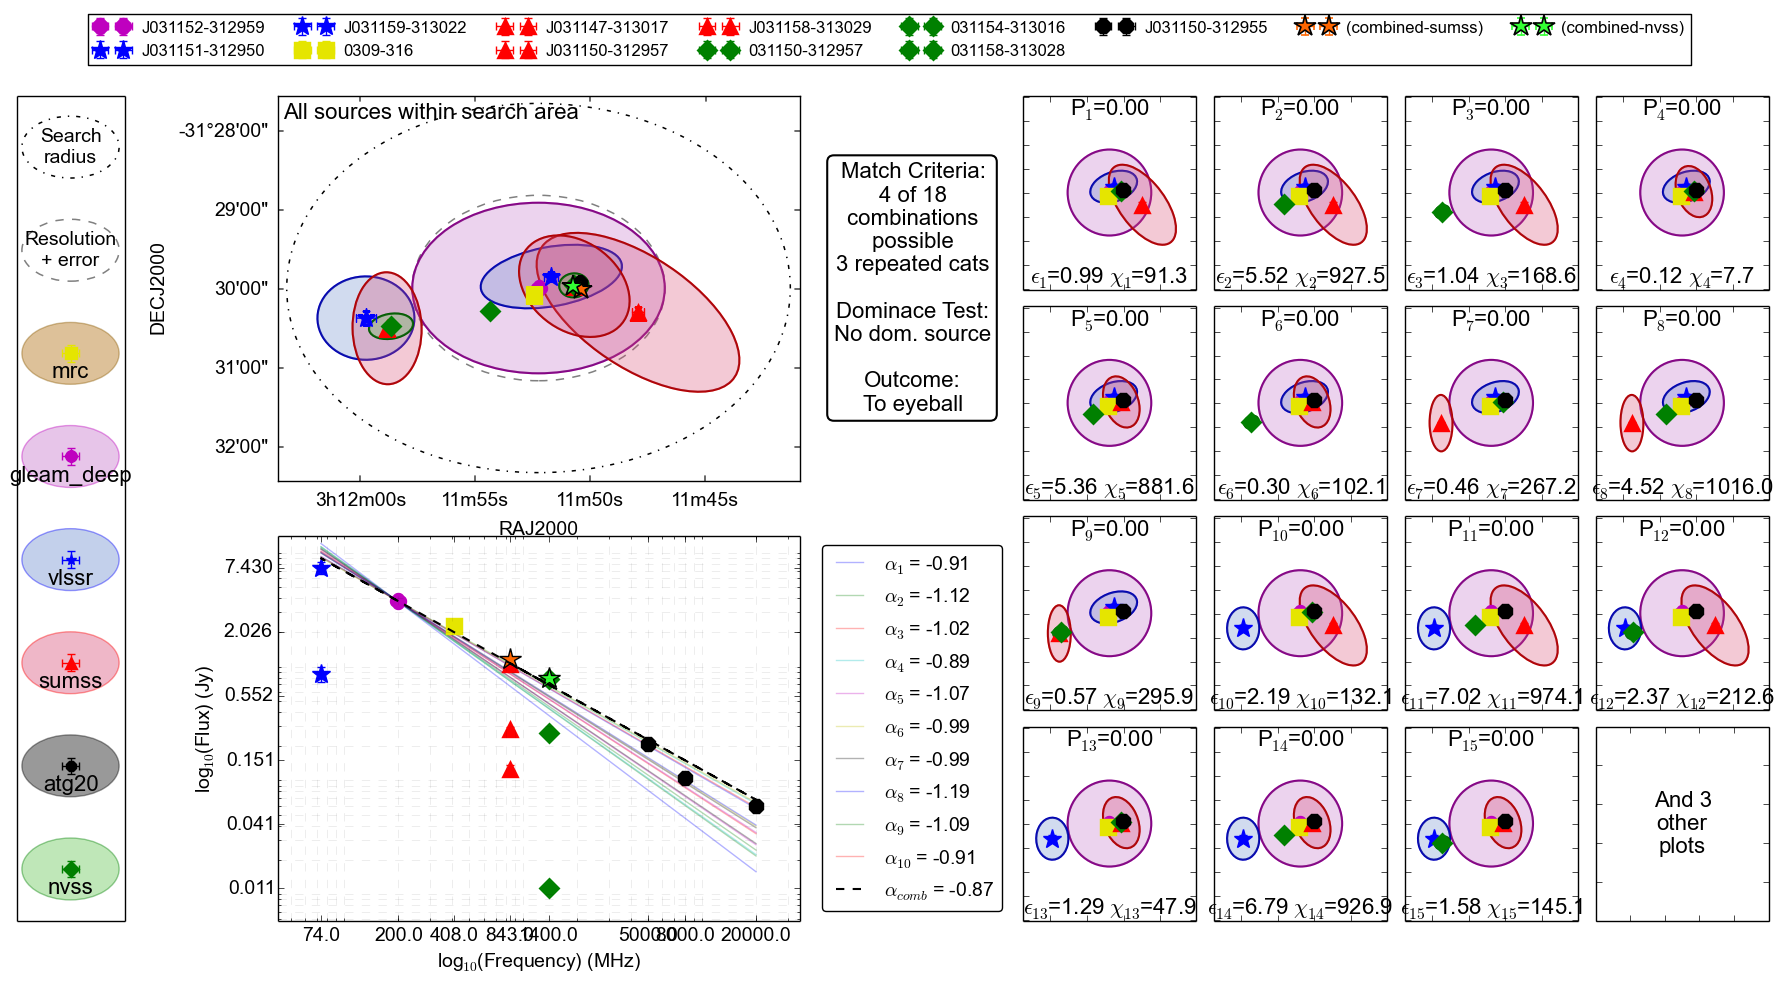 J031152-312959
J031159-313022
J031147-313017
J031158-313029
031154-313016
J031150-312955
(combined-sumss)
(combined-nvss)
J031151-312950
0309-316
J031150-312957
031150-312957
031158-313028
Search
radius
Resolution
+ error
mrc
gleam_deep
vlssr
sumss
atg20
nvss
All sources within search area
DECJ2000
-31°28'00"
29'00"
30'00"
31'00"
32'00"
3h12m00s
11m55s
11m50s
11m45s
RAJ2000
Match Criteria:
4 of 18
combinations
possible
3 repeated cats
Dominace Test:
No dom. source
Outcome:
To eyeball
log10(Flux) (Jy)
7.430
2.026
0.552
0.151
0.041
0.011
74.0
200.0
408.0
843.0
1400.0
5000.0
8000.0
20000.0
log10(Frequency) (MHz)
α1 = -0.91
α2 = -1.12
α3 = -1.02
α4 = -0.89
α5 = -1.07
α6 = -0.99
α7 = -0.99
α8 = -1.19
α9 = -1.09
α10 = -0.91
αcomb = -0.87
P1=0.00
ϵ1=0.99 χ1=91.3
P2=0.00
ϵ2=5.52 χ2=927.5
P3=0.00
ϵ3=1.04 χ3=168.6
P4=0.00
ϵ4=0.12 χ4=7.7
P5=0.00
ϵ5=5.36 χ5=881.6
P6=0.00
ϵ6=0.30 χ6=102.1
P7=0.00
ϵ7=0.46 χ7=267.2
P8=0.00
ϵ8=4.52 χ8=1016.0
P9=0.00
ϵ9=0.57 χ9=295.9
P10=0.00
ϵ10=2.19 χ10=132.1
P11=0.00
ϵ11=7.02 χ11=974.1
P12=0.00
ϵ12=2.37 χ12=212.6
P13=0.00
ϵ13=1.29 χ13=47.9
P14=0.00
ϵ14=6.79 χ14=926.9
P15=0.00
ϵ15=1.58 χ15=145.1
And 3
other
plots